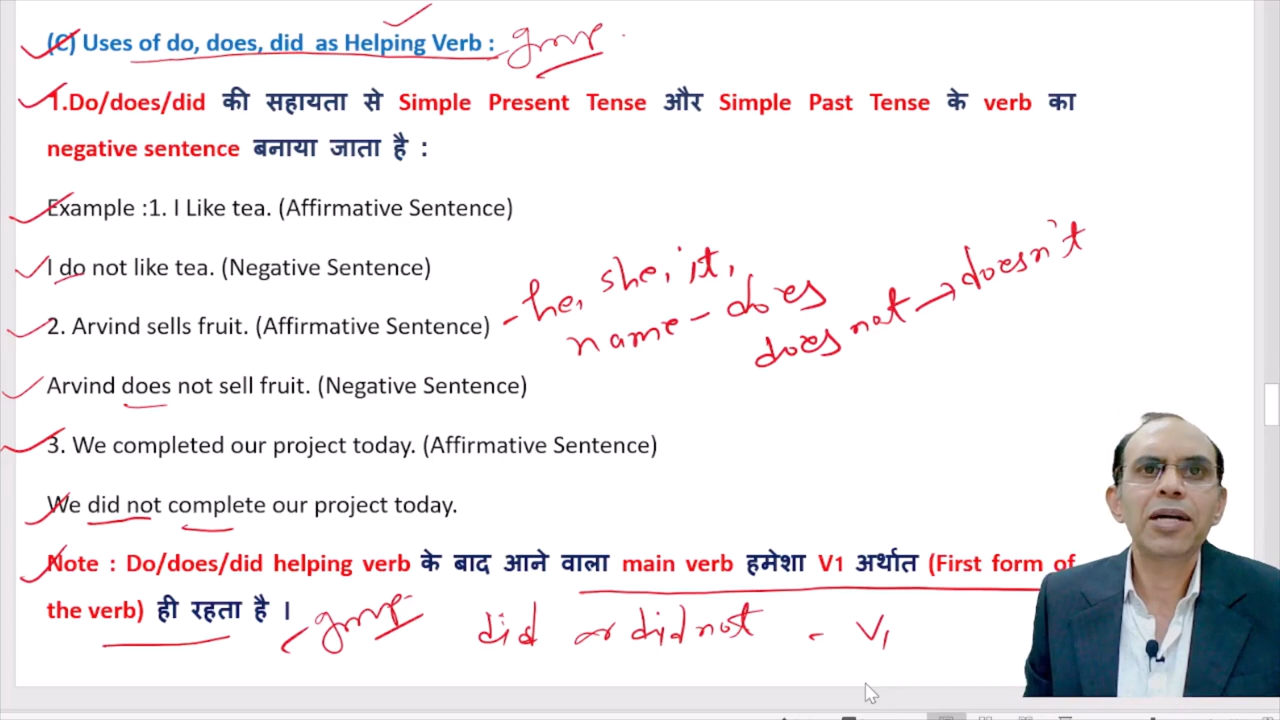 (C) Uses of do, does, did as Helping Verb : - gmp.
1.Do/does/did की सहायता से Simple Present Tense और Simple Past Tense के verb का
negative sentence बनाया जाता है :
Example :1. I Like tea. (Affirmative Sentence)
I do not like tea. (Negative Sentence)
- he, she, it,
name - does
does not → doesn't
2. Arvind sells fruit. (Affirmative Sentence)
Arvind does not sell fruit. (Negative Sentence)
3. We completed our project today. (Affirmative Sentence)
We did not complete our project today.
Note : Do/does/did helping verb के बाद आने वाला main verb हमेशा V1 अर्थात (First form of
the verb) ही रहता है ।
- gmp.
did or did not - V1